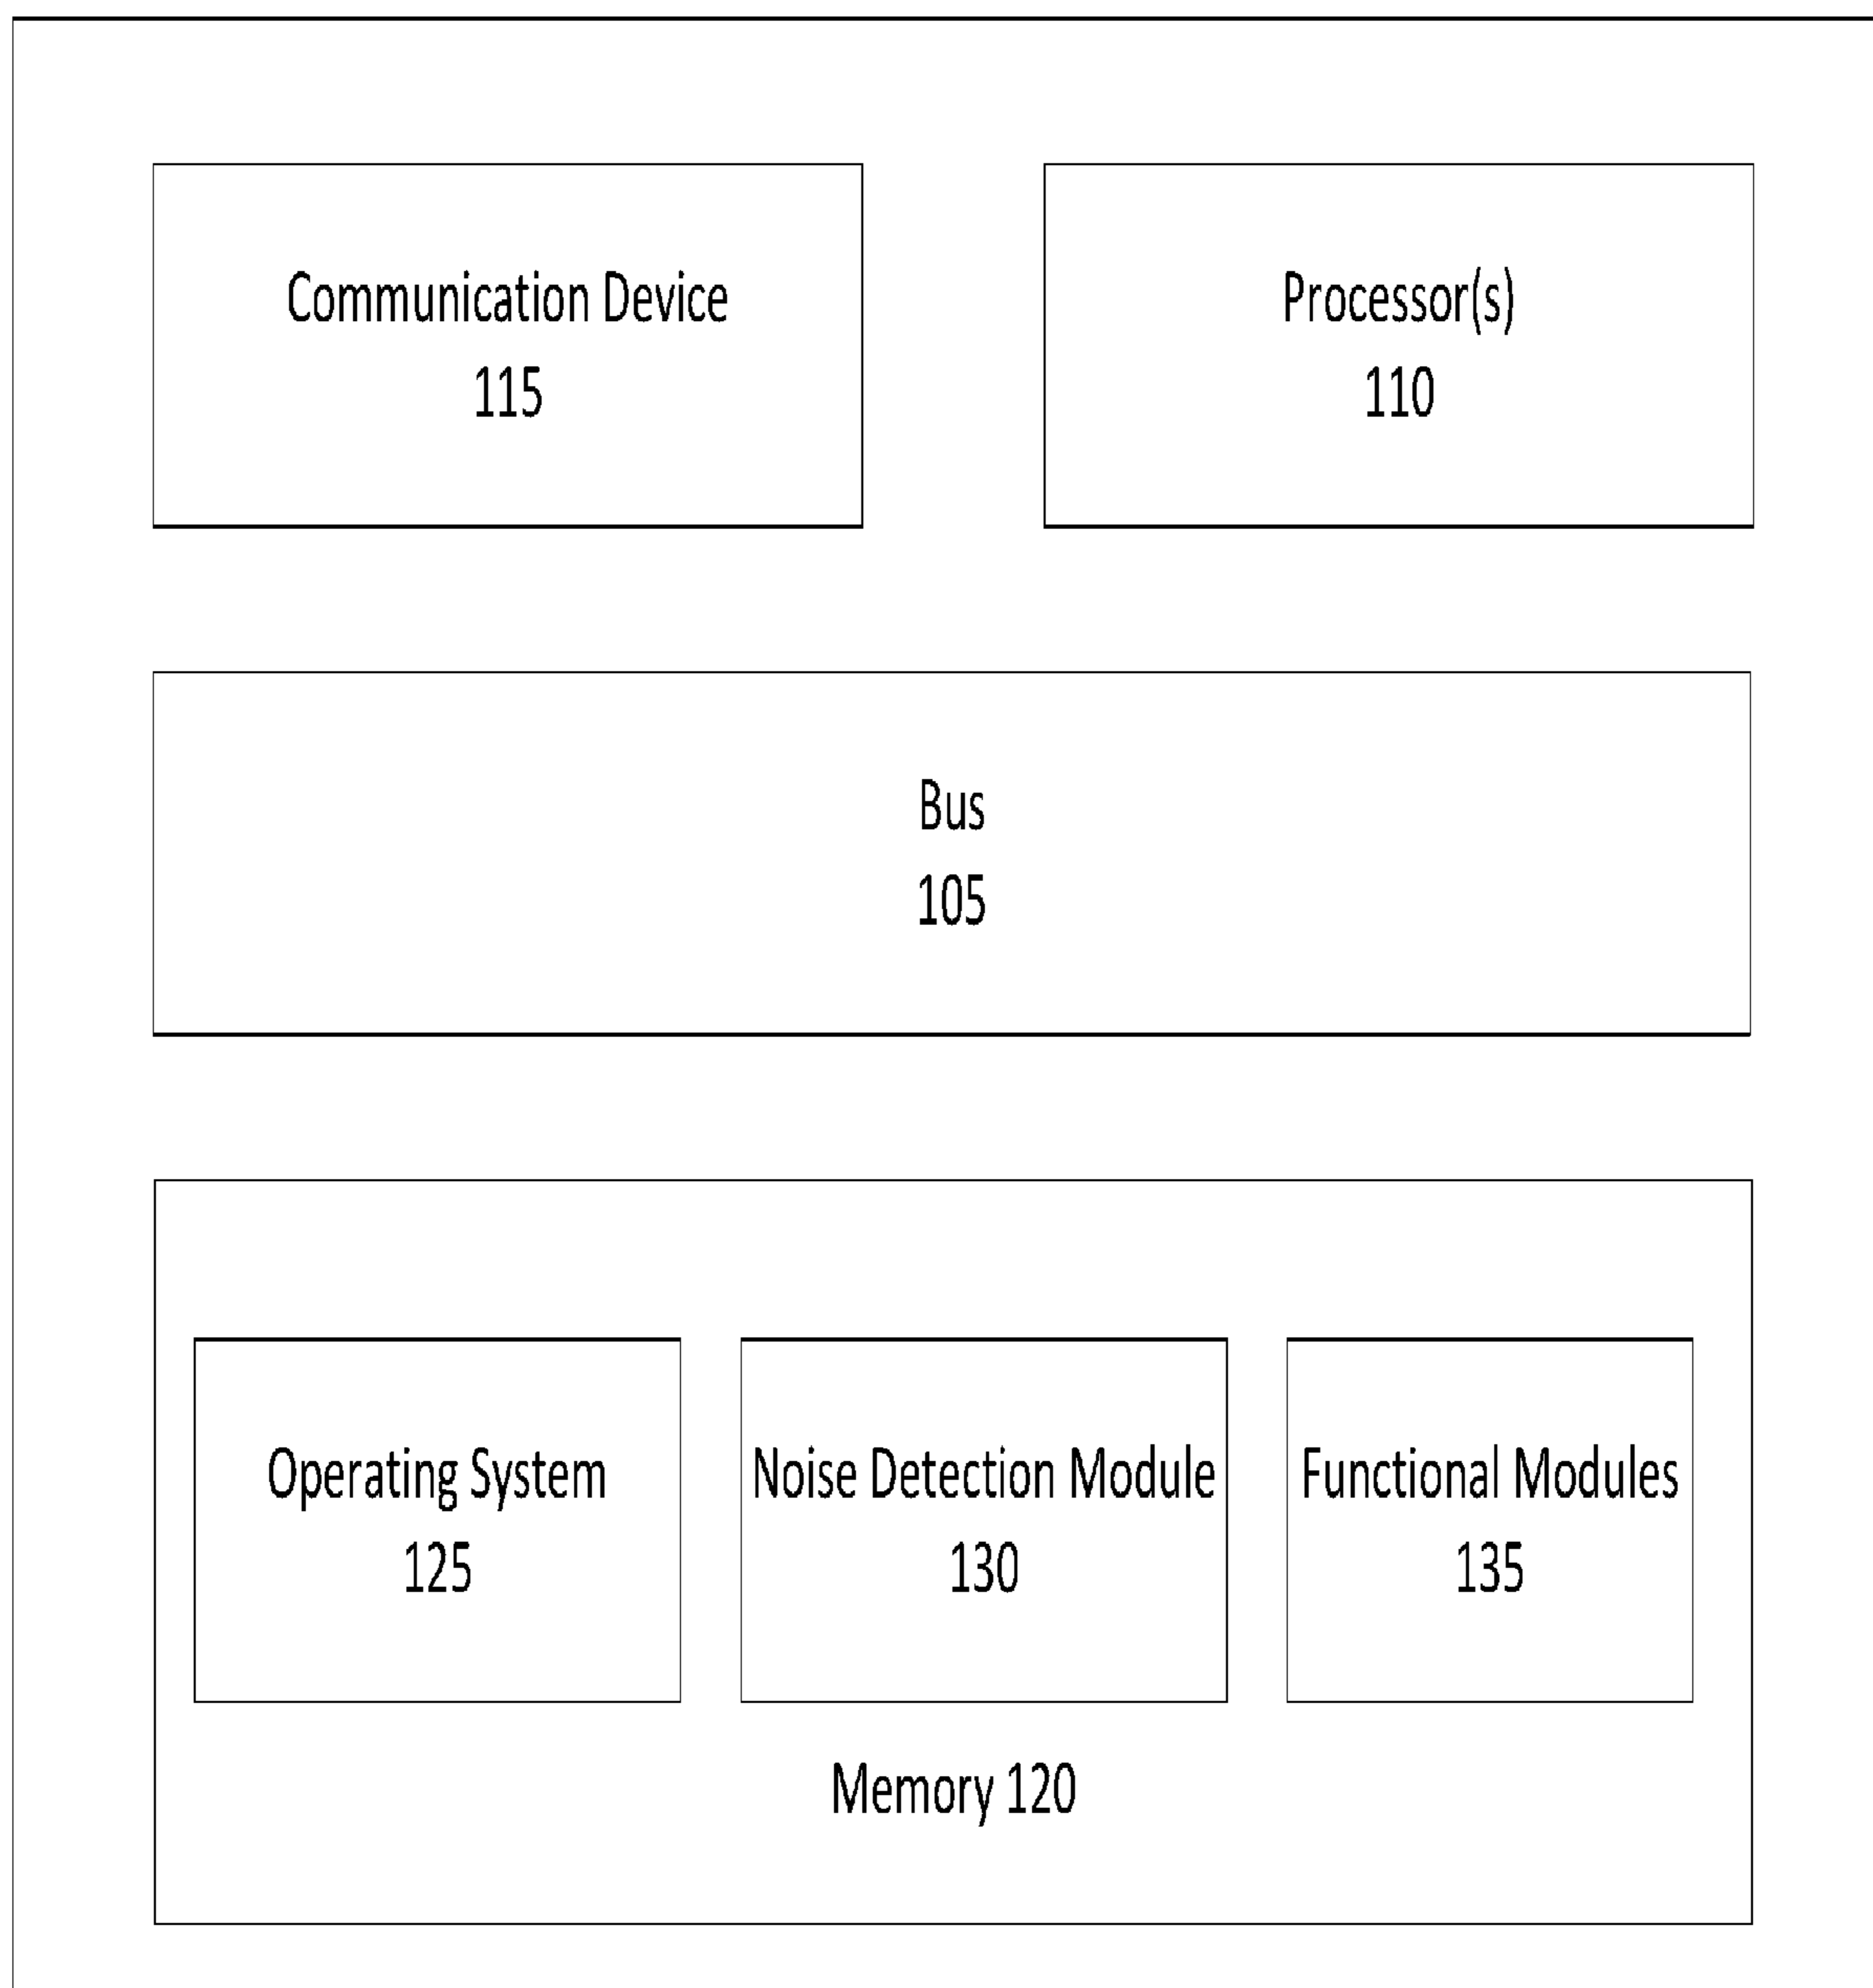 Communication Device
115
Processor(s)
110
Bus
105
Operating System
125
Noise Detection Module
130
Functional Modules
135
Memory 120